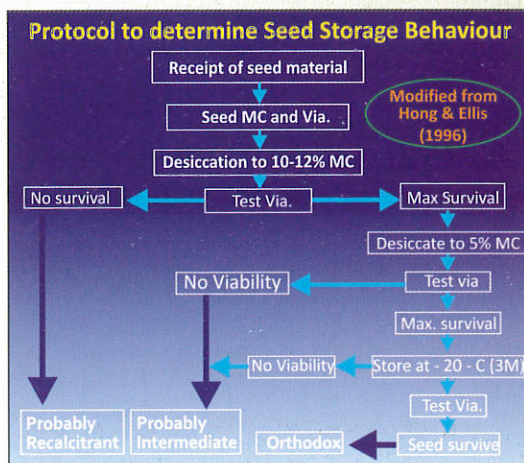 Protocol to determine Seed Storage Behaviour
Receipt of seed material
Modified from
Hong & Ellis
(1996)
Seed MC and Via.
Desiccation to 10-12% MC
No survival
Test Via.
Max Survival
Desiccate to 5% MC
No Viability
Test via
Max. survival
No Viability
Store at - 20 - C (3M)
Test Via.
Probably
Recalcitrant
Probably
Intermediate
Orthodox
Seed survive